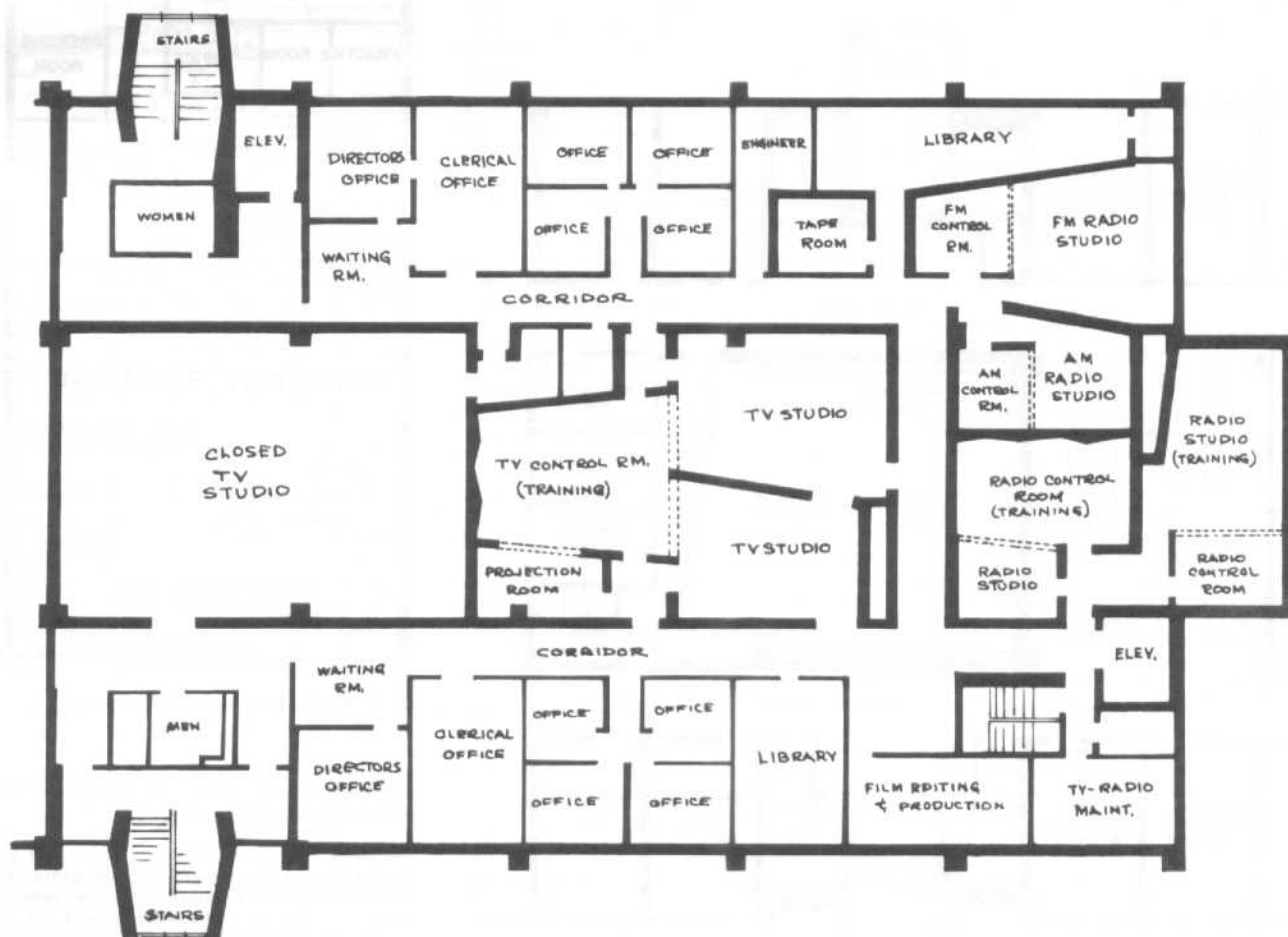 STAIRS
ELEV.
WOMEN
DIRECTORS
OFFICE
CLERICAL
OFFICE
WAITING
RM.
OFFICE
OFFICE
OFFICE
OFFICE
ENGINEER
TAPE
ROOM
LIBRARY
FM
CONTROL
RM.
FM RADIO
STUDIO
CORRIDOR
CLOSED
TV
STUDIO
TV CONTROL RM.
(TRAINING)
PROJECTION
ROOM
TV STUDIO
TV STUDIO
AM
CONTROL
RM.
AM
RADIO
STUDIO
RADIO CONTROL
ROOM
(TRAINING)
RADIO
STUDIO
RADIO
STUDIO
(TRAINING)
RADIO
CONTROL
ROOM
CORRIDOR
ELEV.
WAITING
RM.
MEN
DIRECTORS
OFFICE
CLERICAL
OFFICE
OFFICE
OFFICE
OFFICE
OFFICE
LIBRARY
FILM EDITING
& PRODUCTION
TV-RADIO
MAINT.
STAIRS